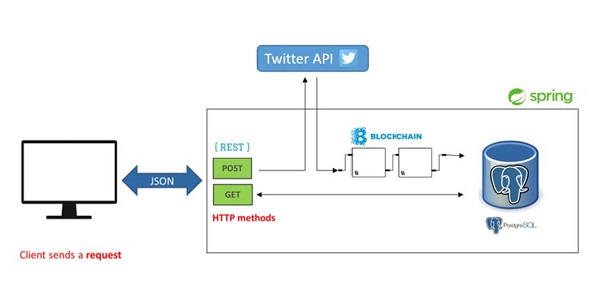 Twitter API
spring
{ REST }
BLOCKCHAIN
POST
JSON
GET
HTTP methods
PostgreSQL
Client sends a request